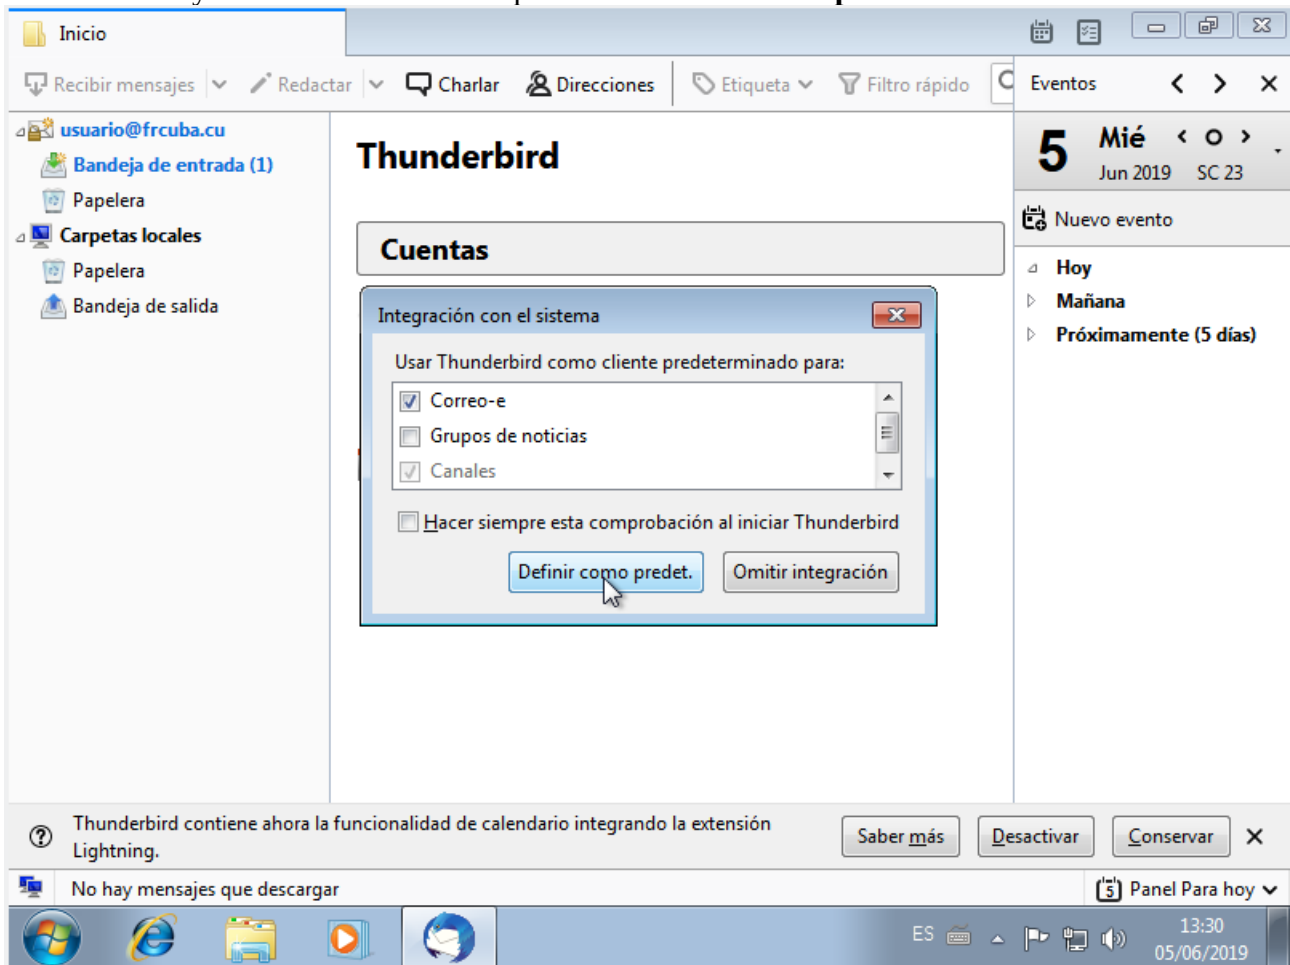 Inicio
Recibir mensajes Redactar Charlar Direcciones Etiqueta Filtro rápido
Eventos
usuario@frcuba.cu
Bandeja de entrada (1)
Papelera
Carpetas locales
Papelera
Bandeja de salida
Thunderbird
Cuentas
Integración con el sistema
Usar Thunderbird como cliente predeterminado para:
Correo-e
Grupos de noticias
Canales
Hacer siempre esta comprobación al iniciar Thunderbird
Definir como predet. Omitir integración
5 Mié
Jun 2019 SC 23
Nuevo evento
Hoy
Mañana
Próximamente (5 días)
Thunderbird contiene ahora la funcionalidad de calendario integrando la extensión
Lightning.
Saber más Desactivar Conservar
No hay mensajes que descargar
5 Panel Para hoy
ES 13:30
05/06/2019